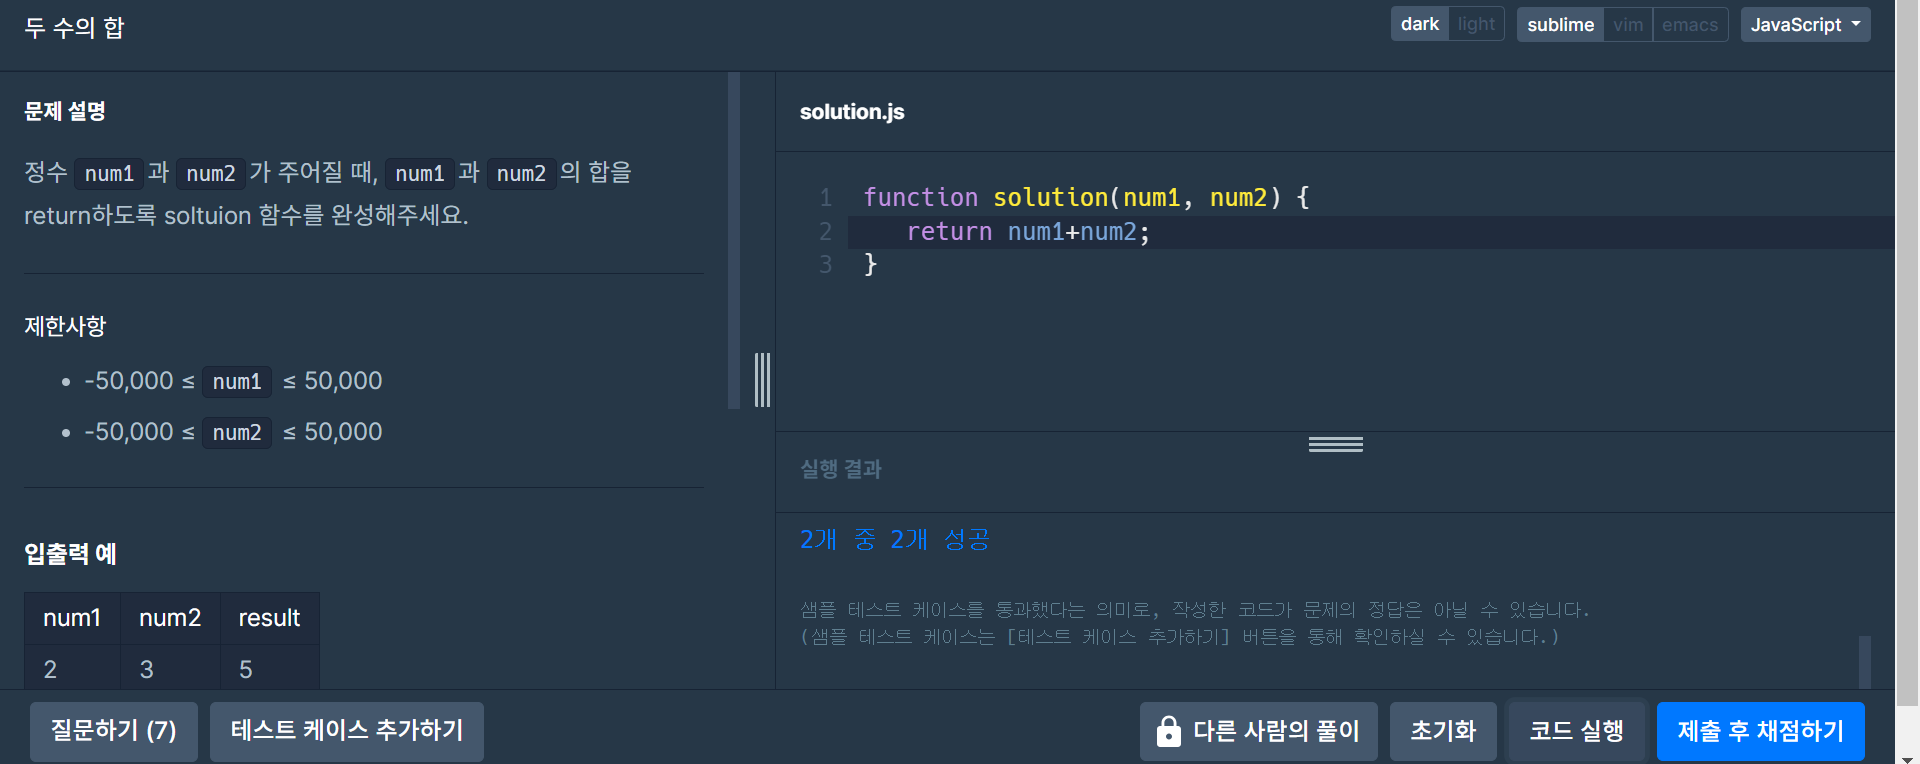 두 수의 합
dark light sublime vim emacs JavaScript
문제 설명
정수 num1 과 num2 가 주어질 때, num1 과 num2 의 합을
return하도록 soltuion 함수를 완성해주세요.
제한사항
• -50,000 ≤ num1 ≤ 50,000
• -50,000 ≤ num2 ≤ 50,000
입출력 예
num1 num2 result
2 3 5
solution.js
1 function solution(num1, num2) {
2 return num1+num2;
3 }
실행 결과
2개 중 2개 성공
샘플 테스트 케이스를 통과했다는 의미로, 작성한 코드가 문제의 정답은 아닐 수 있습니다.
(샘플 테스트 케이스는 [테스트 케이스 추가하기] 버튼을 통해 확인하실 수 있습니다.)
질문하기 (7) 테스트 케이스 추가하기 다른 사람의 풀이 초기화 코드 실행 제출 후 채점하기